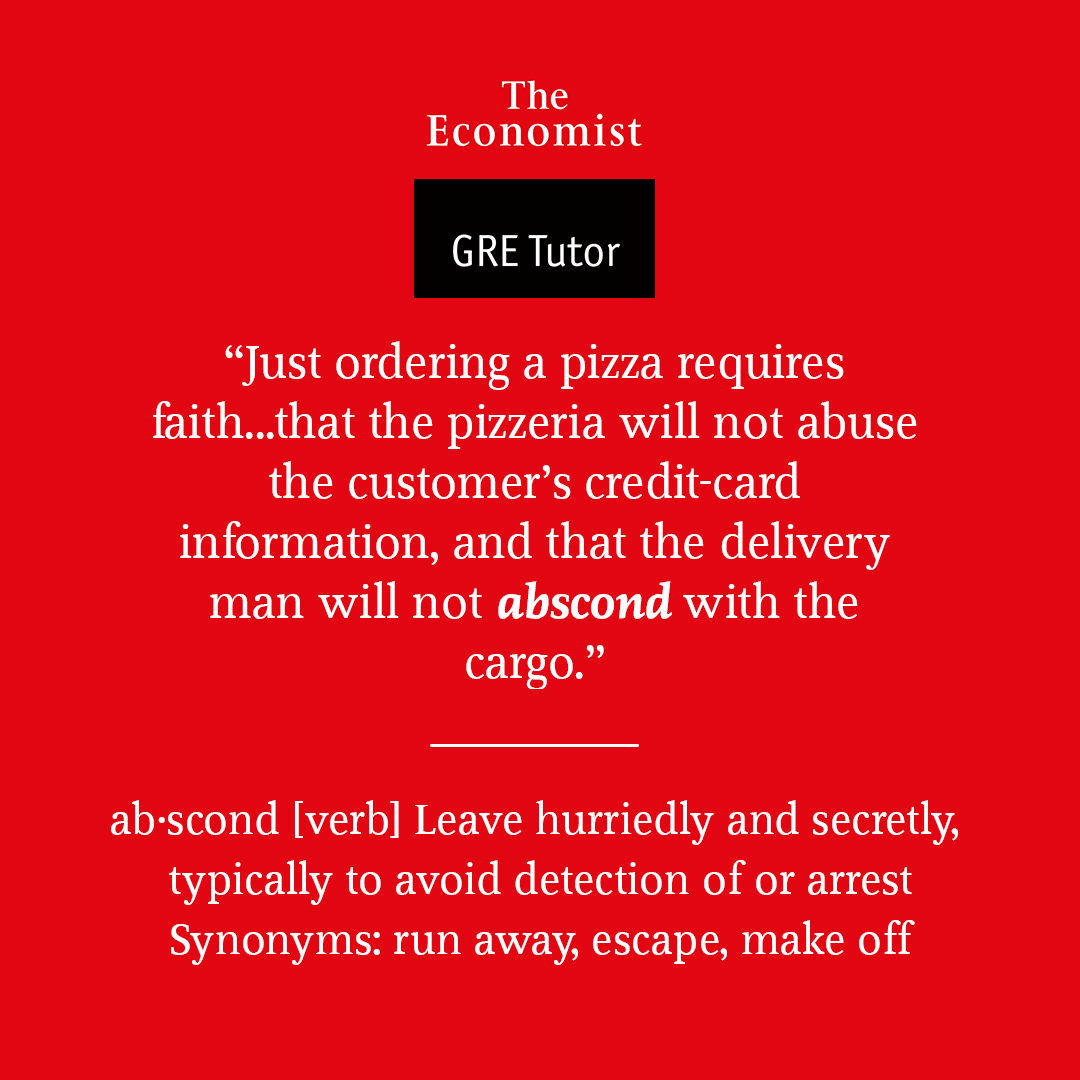 The
Economist
GRE Tutor
“Just ordering a pizza requires
faith...that the pizzeria will not abuse
the customer’s credit-card
information, and that the delivery
man will not abscond with the
cargo.”
ab·scond [verb] Leave hurriedly and secretly,
typically to avoid detection of or arrest
Synonyms: run away, escape, make off